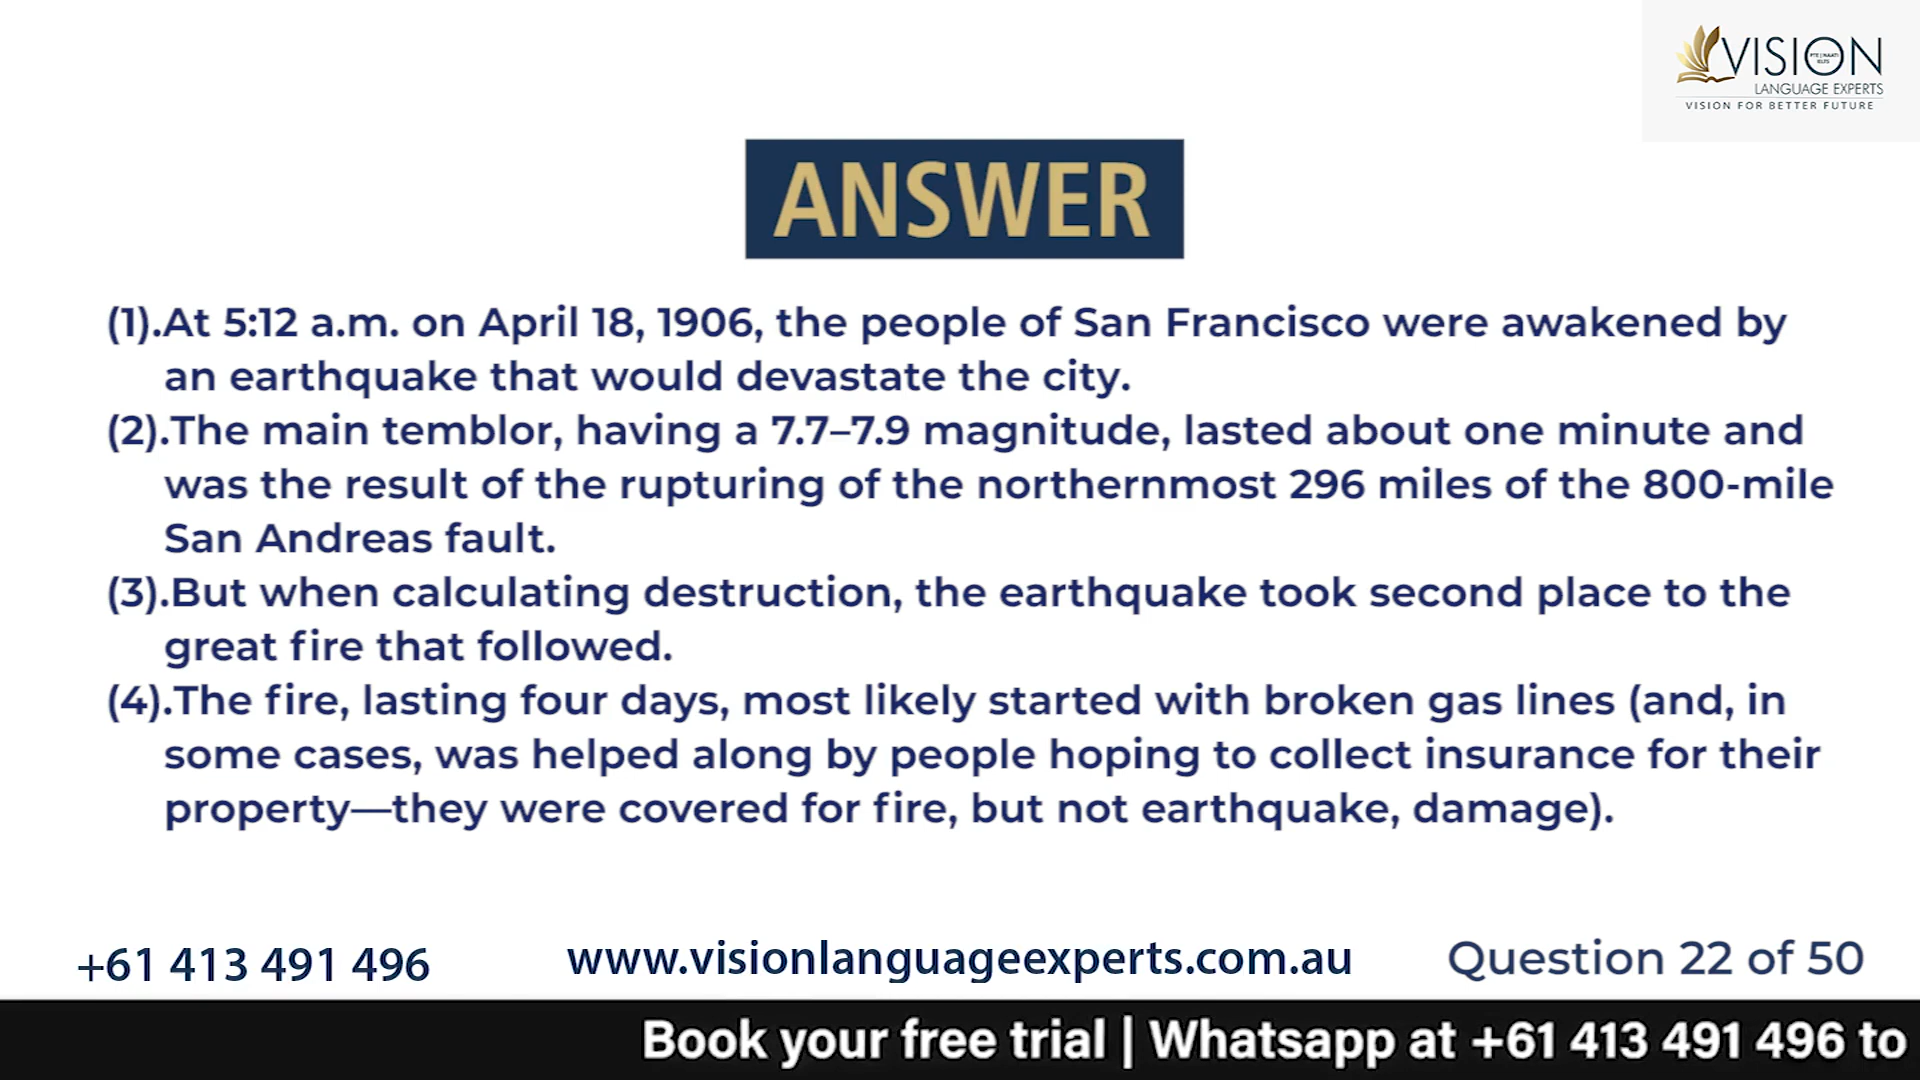 VISION
LANGUAGE EXPERTS
VISION FOR BETTER FUTURE
ANSWER
(1).At 5:12 a.m. on April 18, 1906, the people of San Francisco were awakened by
an earthquake that would devastate the city.
(2).The main temblor, having a 7.7–7.9 magnitude, lasted about one minute and
was the result of the rupturing of the northernmost 296 miles of the 800-mile
San Andreas fault.
(3).But when calculating destruction, the earthquake took second place to the
great fire that followed.
(4).The fire, lasting four days, most likely started with broken gas lines (and, in
some cases, was helped along by people hoping to collect insurance for their
property—they were covered for fire, but not earthquake, damage).
+61 413 491 496
www.visionlanguageexperts.com.au
Question 22 of 50
Book your free trial | Whatsapp at +61 413 491 496 to